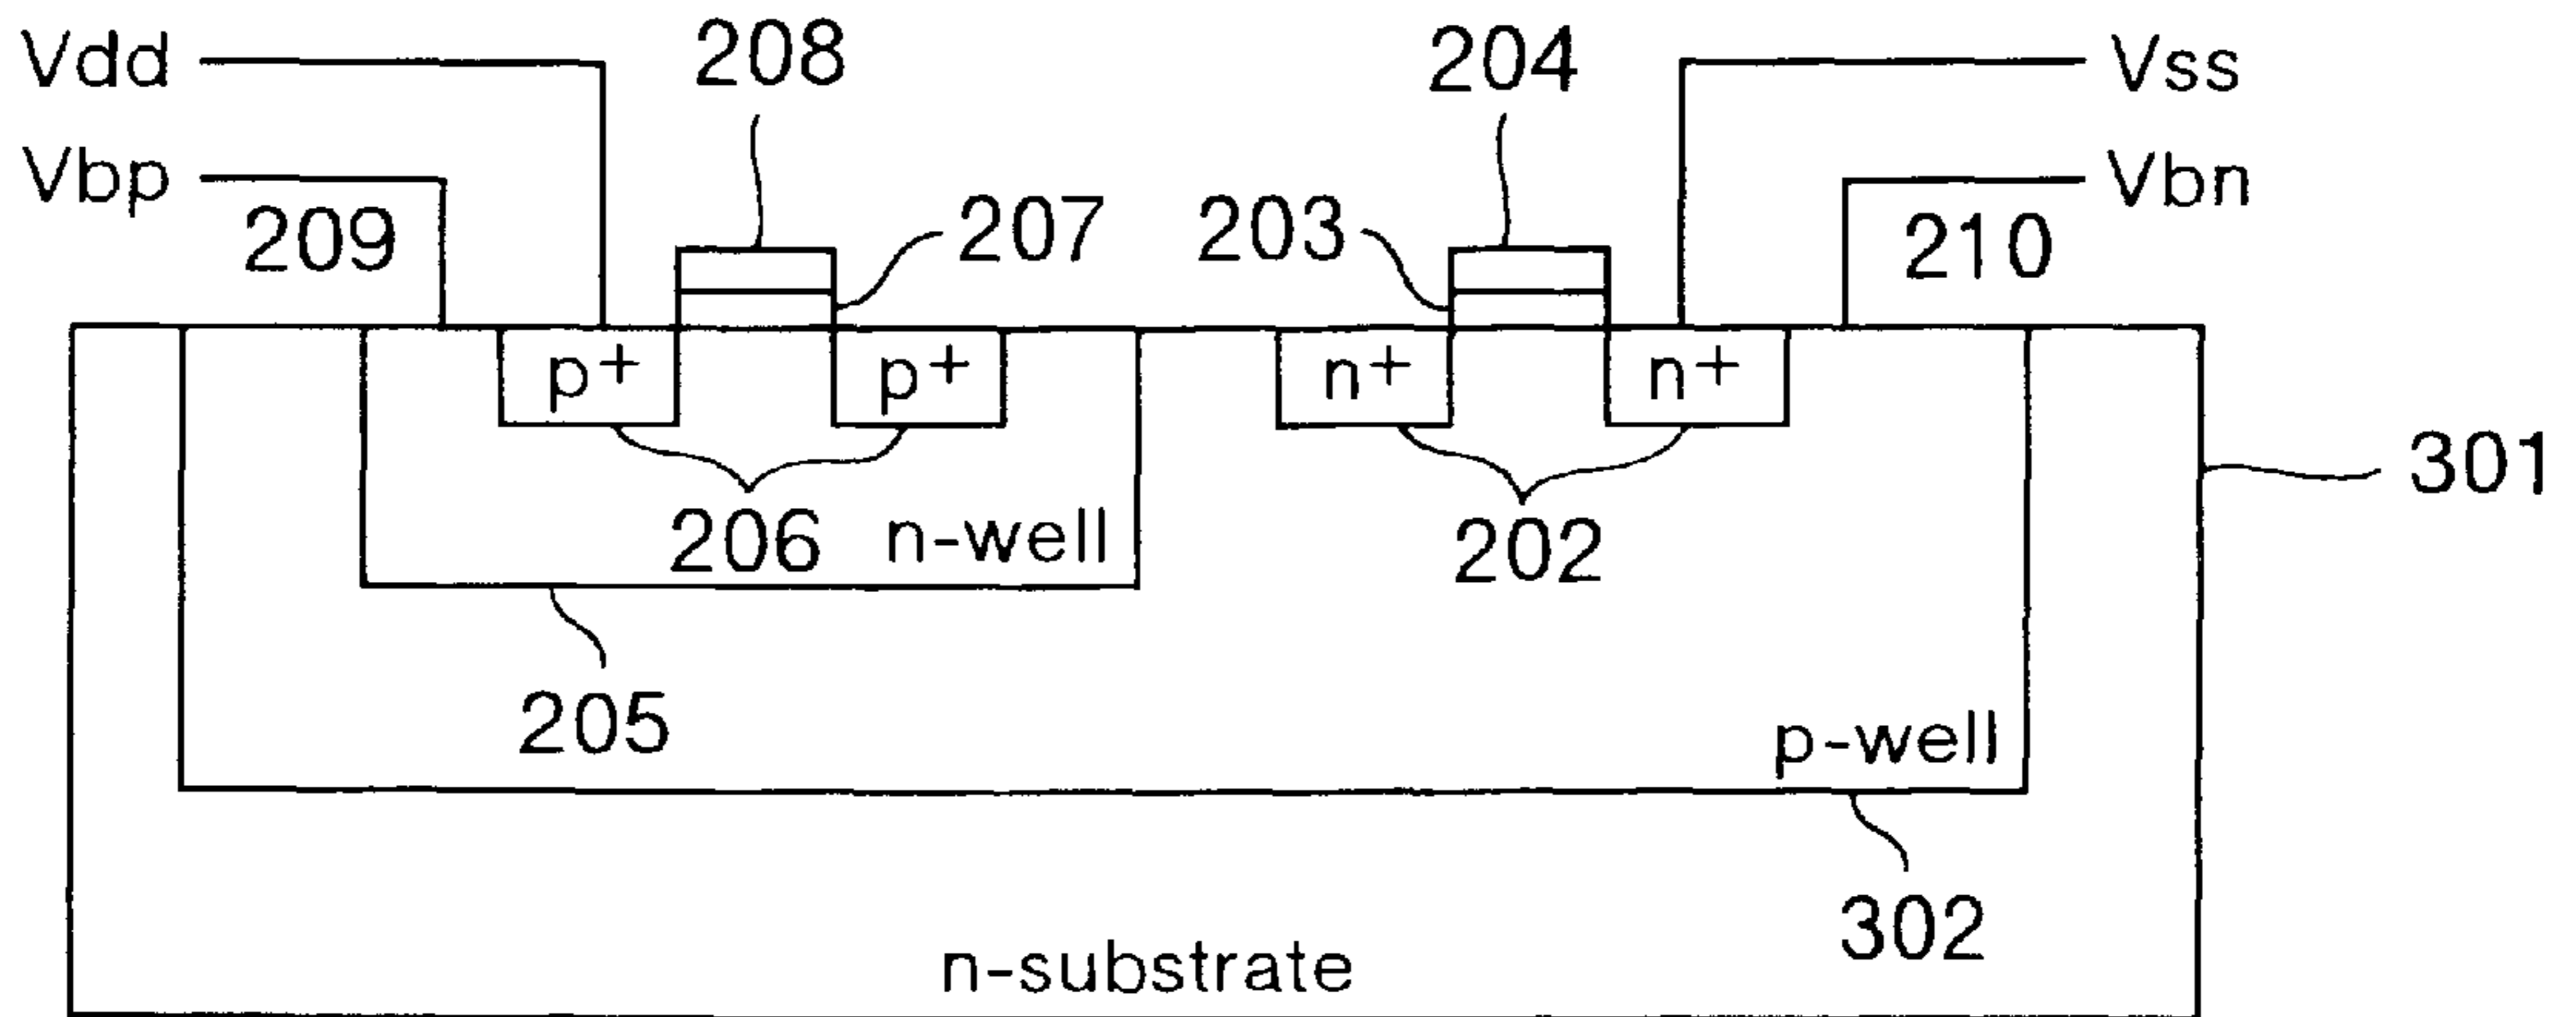 Vdd 208 204 Vss
Vbp 209 207 203 210 Vbn
p+ p+ n+ n+
301
206 n-well 202
205 p-well
302
n-substrate